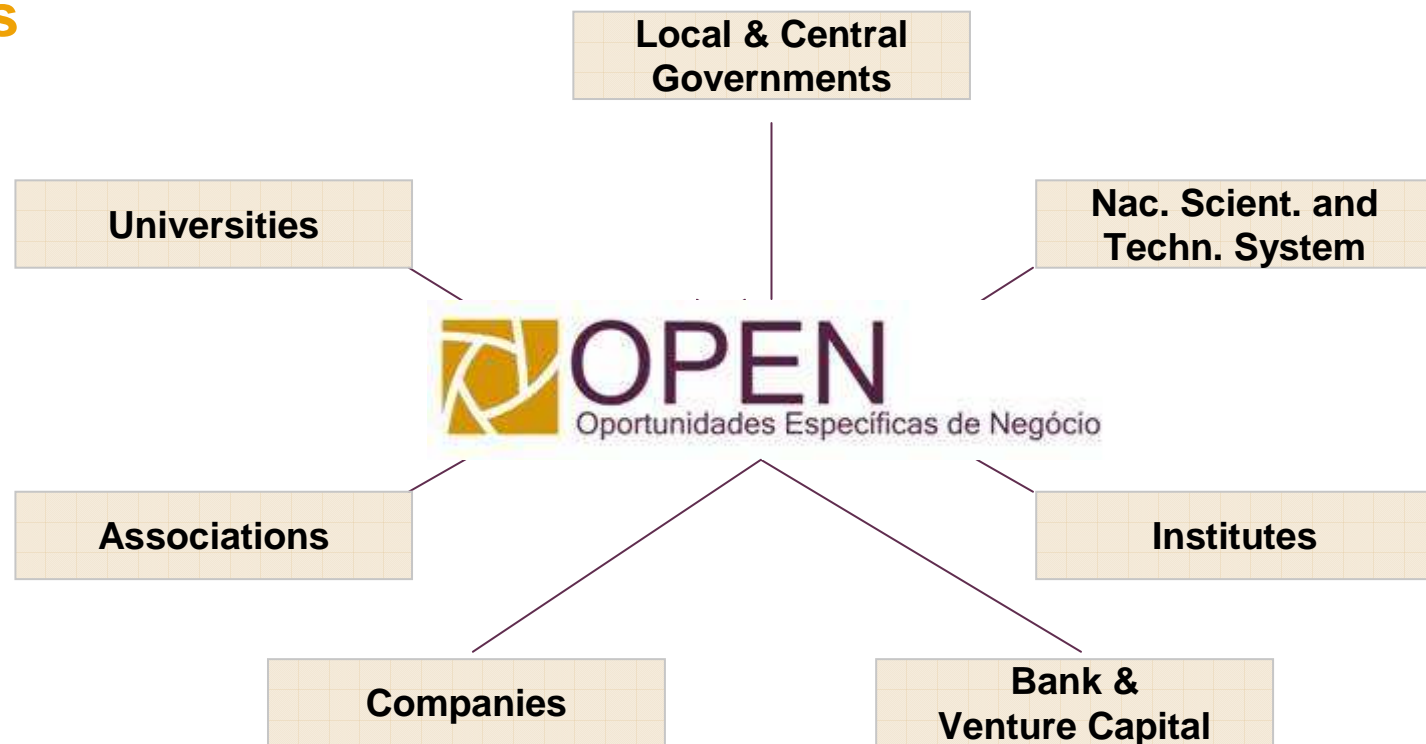 s
Local & Central
Governments
Universities
Nac. Scient. and
Techn. System
OPEN
Oportunidades Específicas de Negócio
Associations
Institutes
Companies
Bank &
Venture Capital